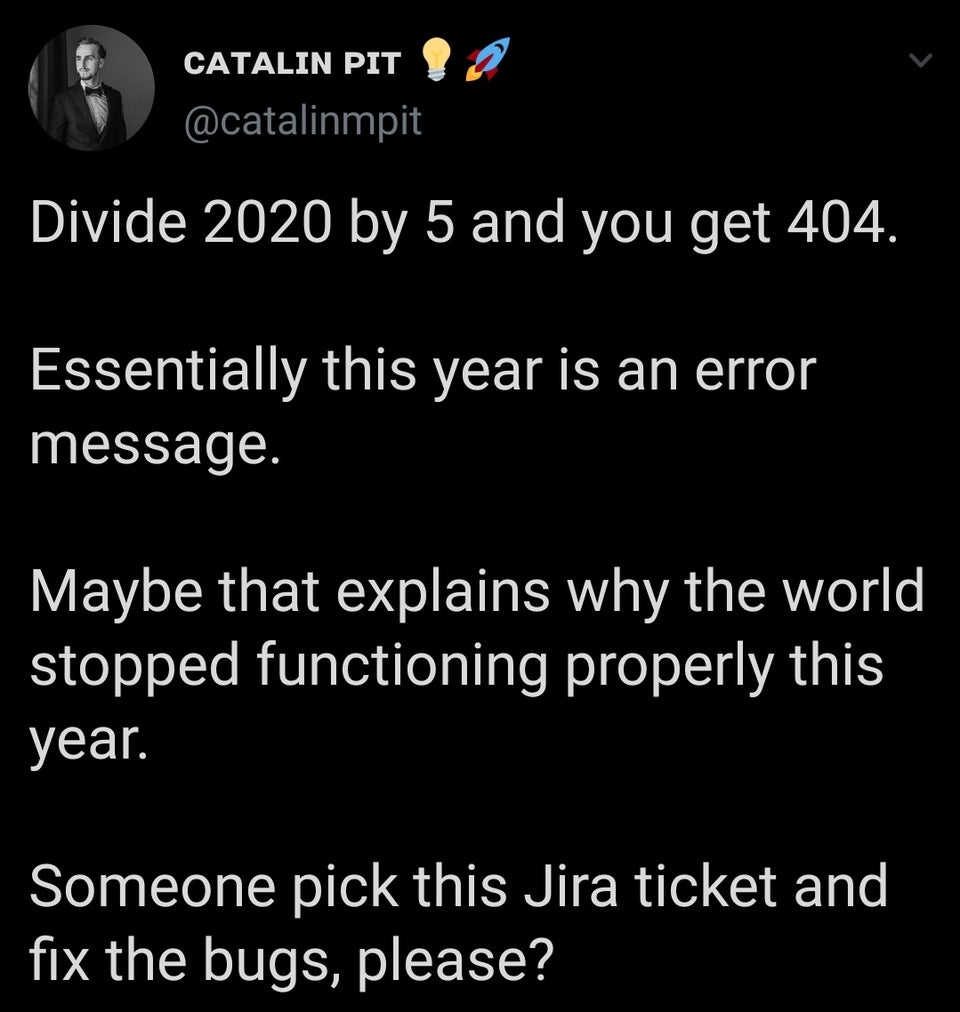 CATALIN PIT 💡🚀
@catalinmpit
Divide 2020 by 5 and you get 404.
Essentially this year is an error
message.
Maybe that explains why the world
stopped functioning properly this
year.
Someone pick this Jira ticket and
fix the bugs, please?